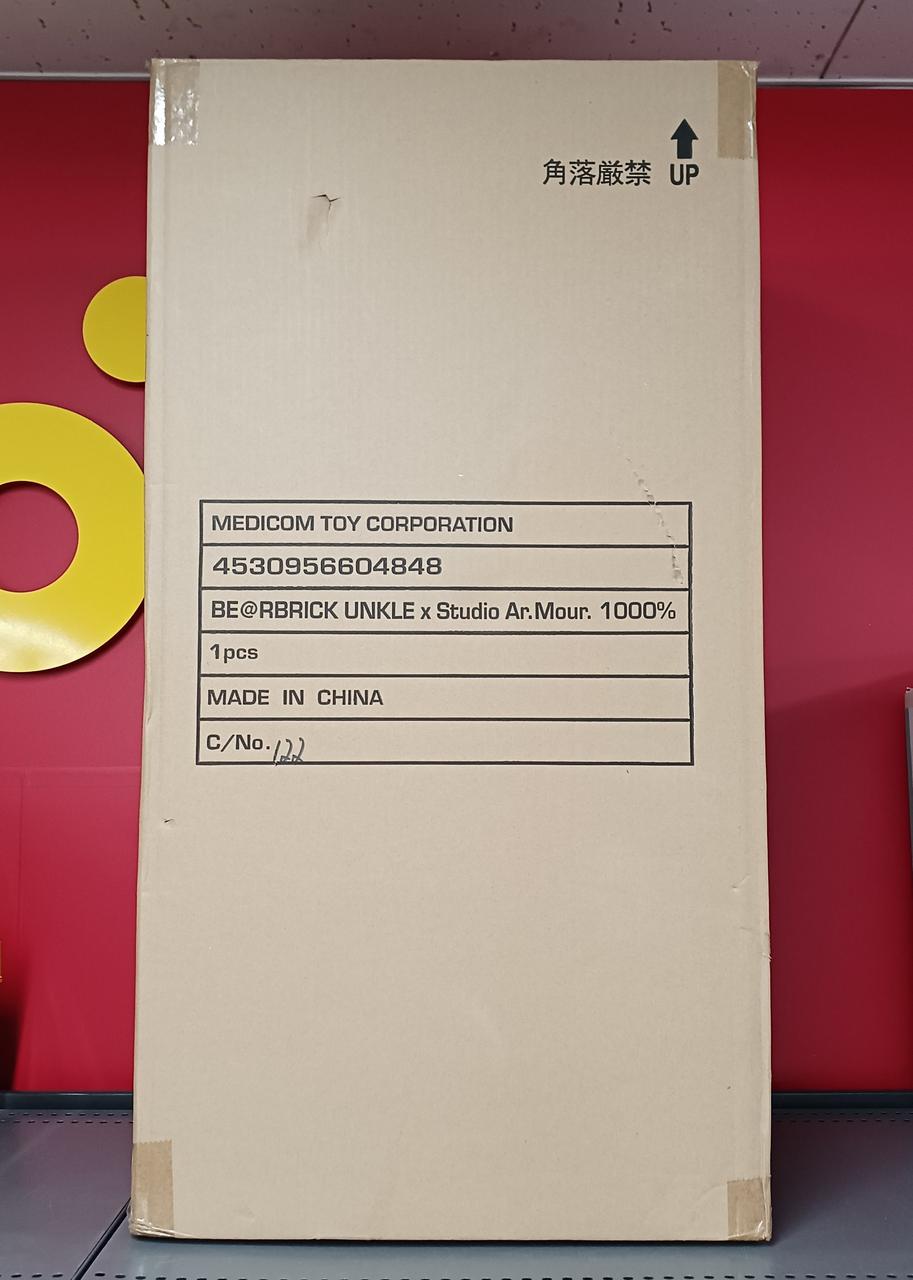 角落厳禁 UP
MEDICOM TOY CORPORATION
4530956604848
BE@RBRICK UNKLE x Studio Ar.Mour. 1000%
1pcs
MADE IN CHINA
C/No.122